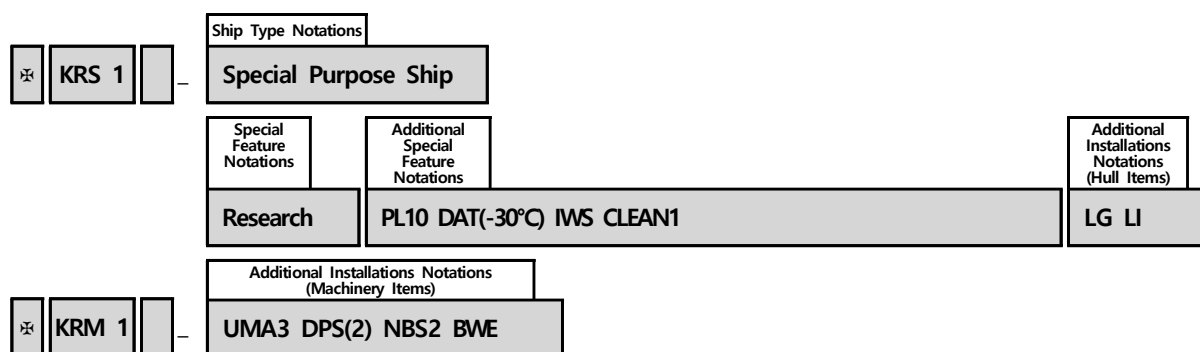 Ship Type Notations
✠ KRS 1 _ Special Purpose Ship
Special
Feature
Notations
Additional
Special
Feature
Notations
Additional
Installations
Notations
(Hull Items)
Research PL10 DAT(-30℃) IWS CLEAN1 LG LI
Additional Installations Notations
(Machinery Items)
✠ KRM 1 _ UMA3 DPS(2) NBS2 BWE